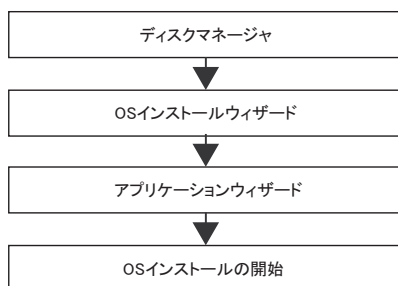 ディスクマネージャ
OSインストールウィザード
アプリケーションウィザード
OSインストールの開始